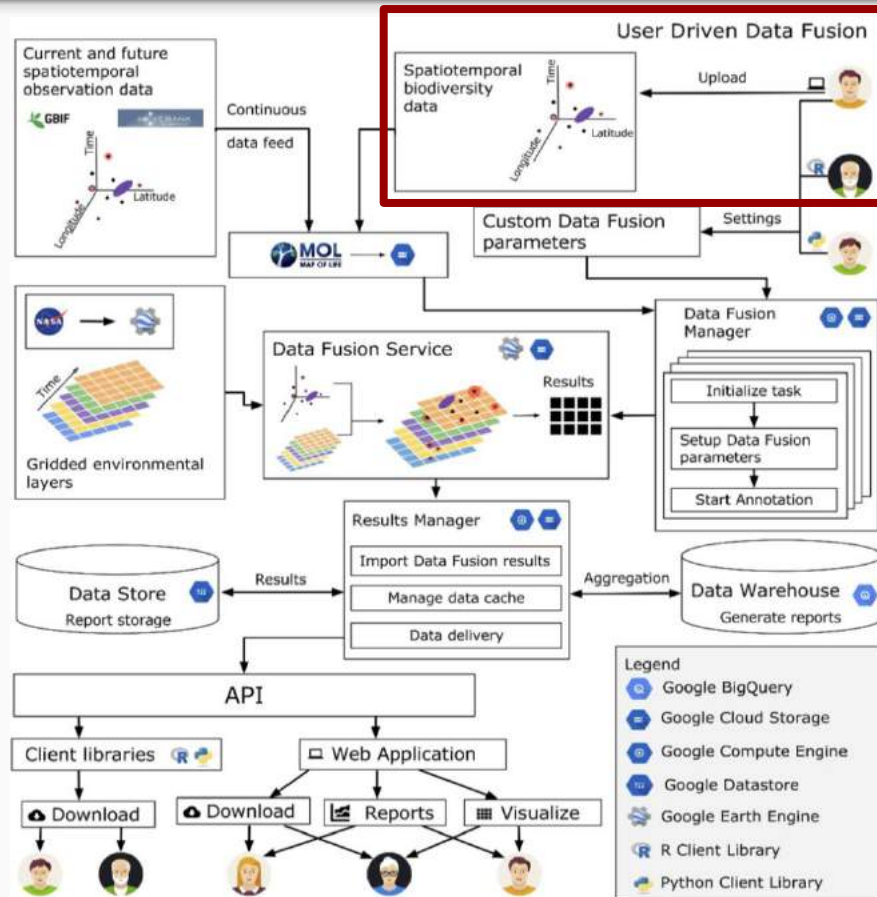 User Driven Data Fusion
Current and future
spatiotemporal
observation data
GBIF
Time
Latitude
Longitude
Continuous
data feed
Spatiotemporal
biodiversity
data
Time
Latitude
Longitude
Upload
R
Custom Data Fusion
parameters
Settings
MOL
MAP OF LIFE
NASA
Time
Gridded environmental
layers
Data Fusion Service
Results
Data Fusion
Manager
Initialize task
Setup Data Fusion
parameters
Start Annotation
Results Manager
Import Data Fusion results
Manage data cache
Data delivery
Data Store
Report storage
Results
Aggregation
Data Warehouse
Generate reports
API
Client libraries
R
Web Application
Download
Download
Reports
Visualize
Legend
Google BigQuery
Google Cloud Storage
Google Compute Engine
Google Datastore
Google Earth Engine
R
R Client Library
Python Client Library